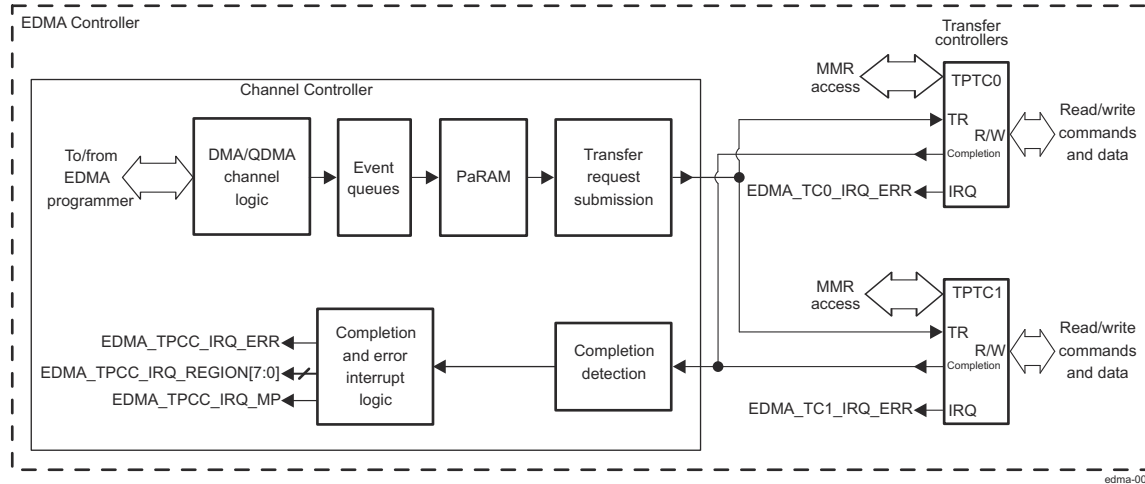 EDMA Controller
Transfer
controllers
Channel Controller
MMR
access
TPTC0
TR
R/W
Completion
IRQ
Read/write
commands
and data
To/from
EDMA
programmer
DMA/QDMA
channel
logic
Event
queues
PaRAM
Transfer
request
submission
EDMA_TC0_IRQ_ERR
MMR
access
TPTC1
TR
R/W
Completion
IRQ
Read/write
commands
and data
EDMA_TPCC_IRQ_ERR
EDMA_TPCC_IRQ_REGION[7:0]
EDMA_TPCC_IRQ_MP
Completion
and error
interrupt
logic
Completion
detection
EDMA_TC1_IRQ_ERR
edma-00